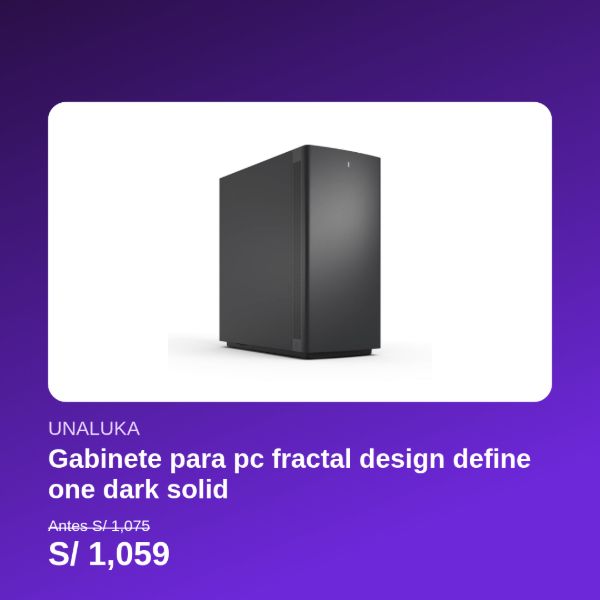 UNALUKA
Gabinete para pc fractal design define
one dark solid
Antes S/ 1,075
S/ 1,059